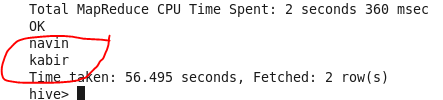 Total MapReduce CPU Time Spent: 2 seconds 360 msec
OK
navin
kabir
Time taken: 56.495 seconds, Fetched: 2 row(s)
hive>